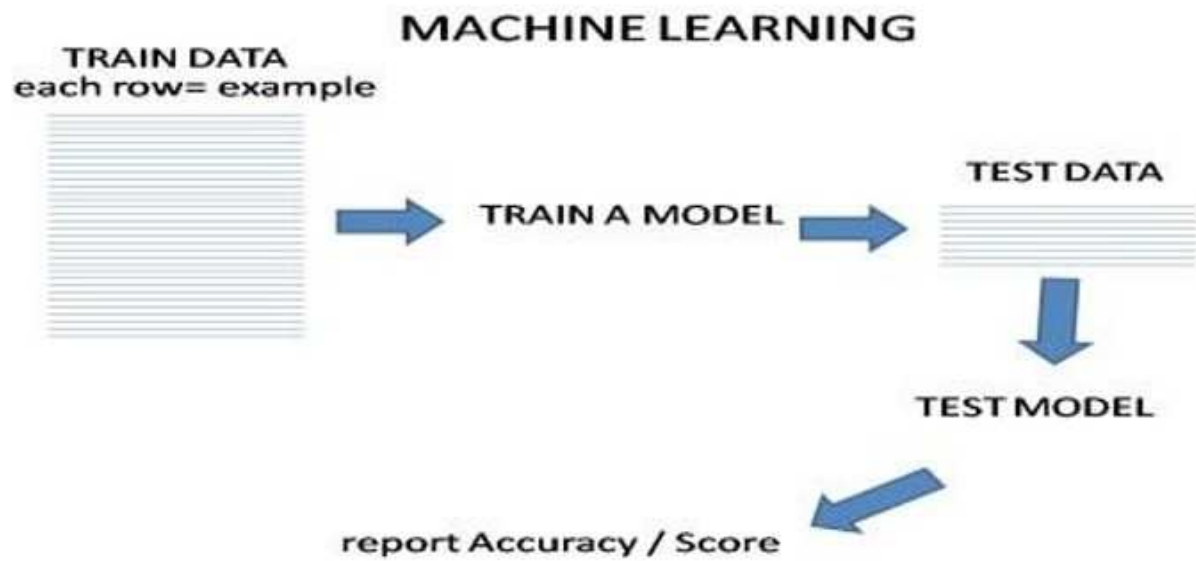 MACHINE LEARNING
TRAIN DATA
each row= example
TRAIN A MODEL
TEST DATA
TEST MODEL
report Accuracy / Score